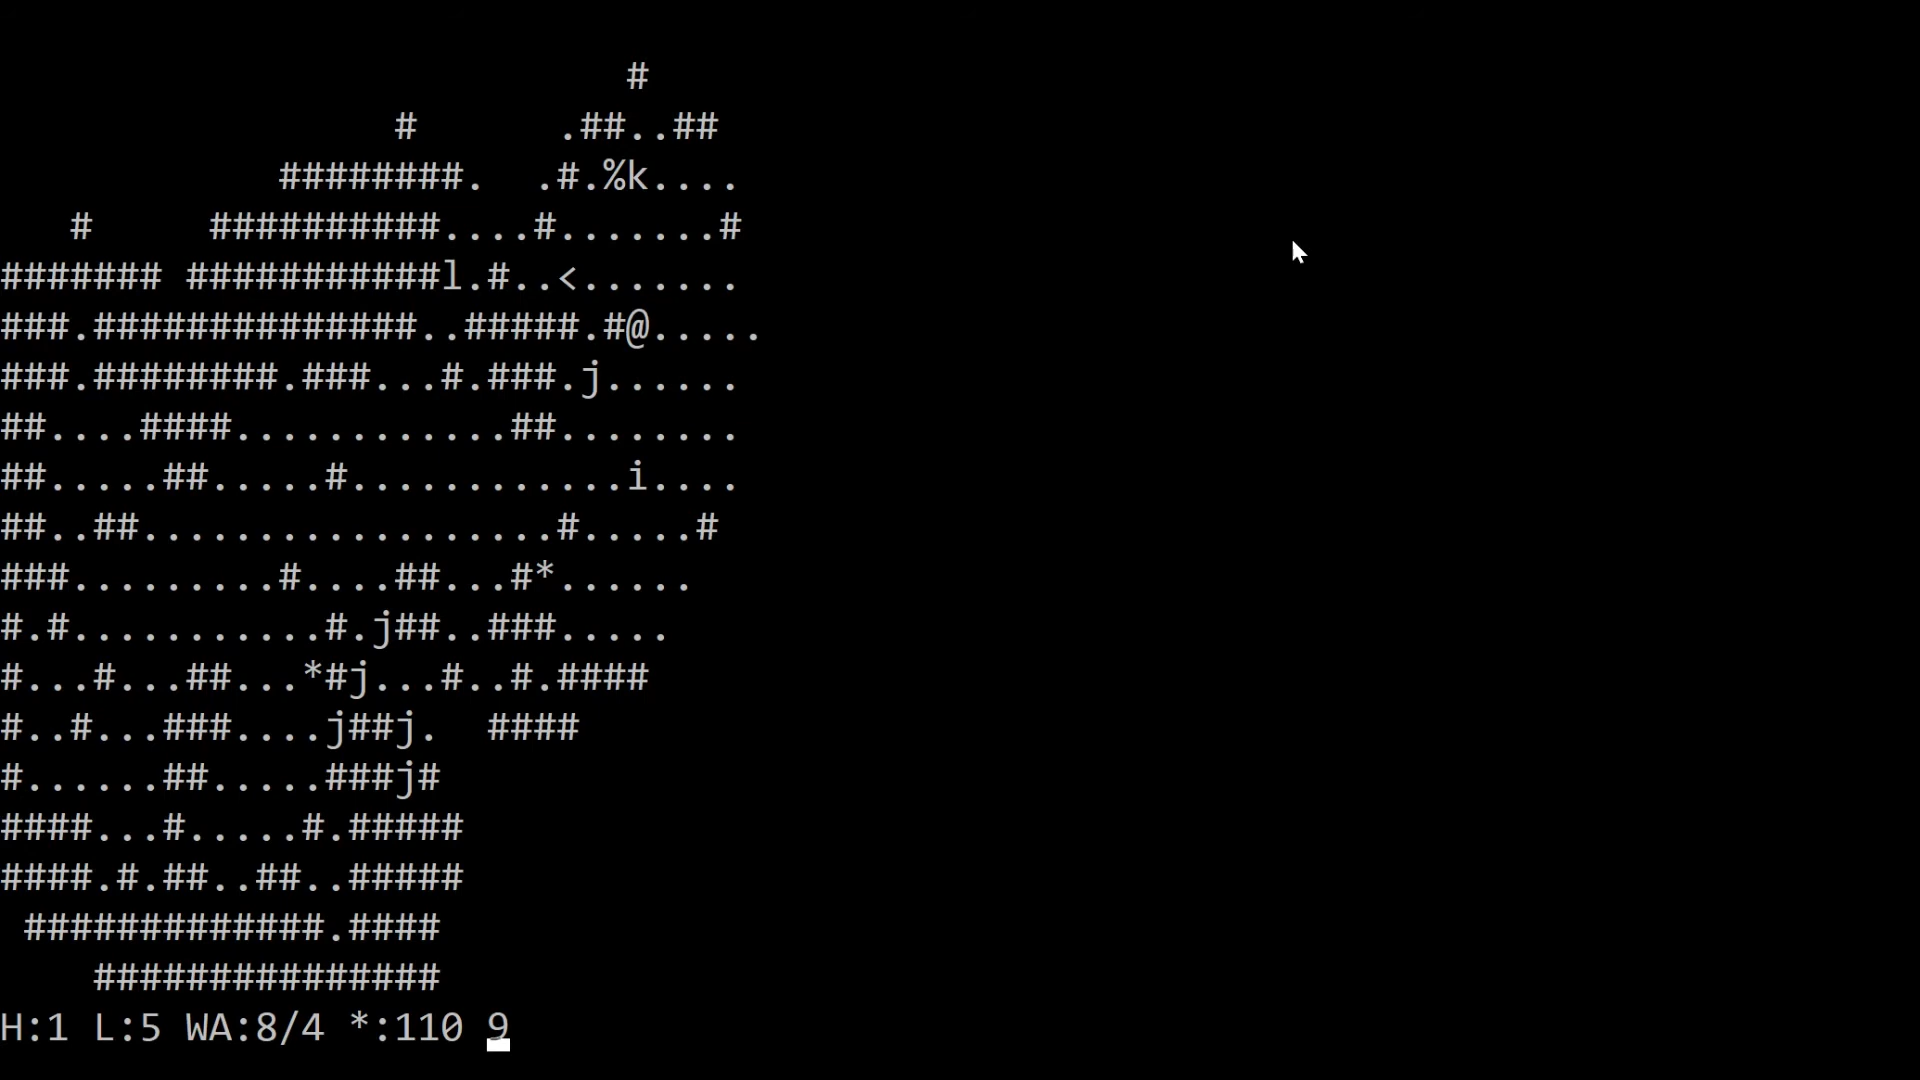 #
                 #      .##..##
            ########.  .#.%k....
   #     ##########....#.......#
####### ###########l.#..<.......
###.##############..#####.#@.....
###.########.###...#.###.j......
##....####............##........
##.....##.....#............i....
##..##..................#.....#
###.........#....##...#*......
#.#...........#.j##..###.....
#...#...##...*#j...#..#.####
#..#...###....j##j.  ####
#......##.....###j#
####...#.....#.#####
####.#.##..##..#####
 #############.####
    ###############
H:1 L:5 WA:8/4 *:110 9